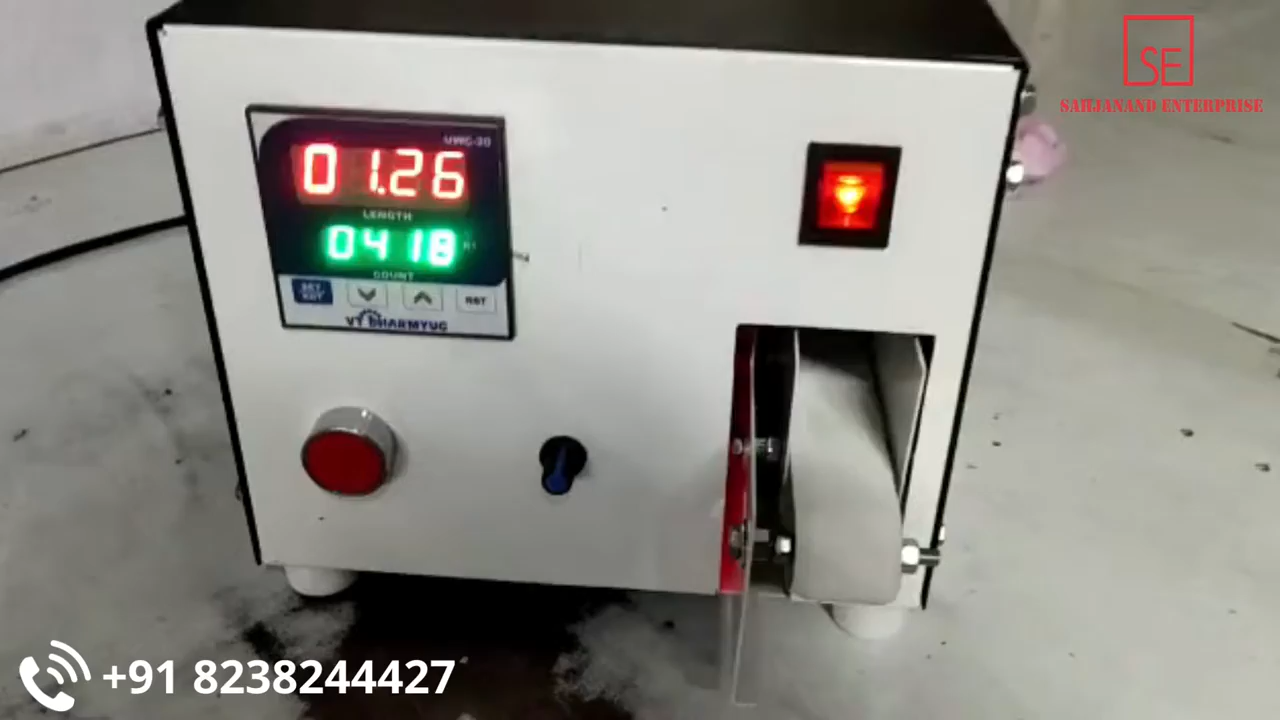 SE
SAHJANAND ENTERPRISE
UWC-20
01.26
LENGTH
0418
COUNT
SET
RST
VT DHARMYUG
+91 8238244427